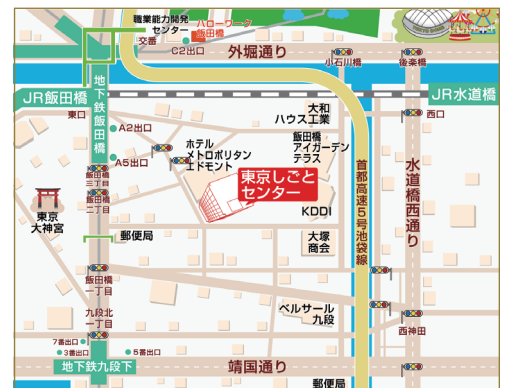 職業能力開発
センター
ハローワーク
飯田橋
交番
C2出口
外堀通り
小石川橋
後楽橋
TOKYO DOME
地下鉄飯田橋
JR飯田橋
JR水道橋
東口
西口
A2出口
大和
ハウス工業
ホテル
メトロポリタン
エドモント
飯田橋
アイガーデン
テラス
A5出口
飯田橋
三丁目
東京しごと
センター
首都高速5号池袋線
水道橋西通り
飯田橋
二丁目
東京
大神宮
KDDI
郵便局
大塚
商会
飯田橋
一丁目
ベルサール
九段
九段北
一丁目
西神田
7番出口
3番出口
5番出口
地下鉄九段下
靖国通り
郵便局